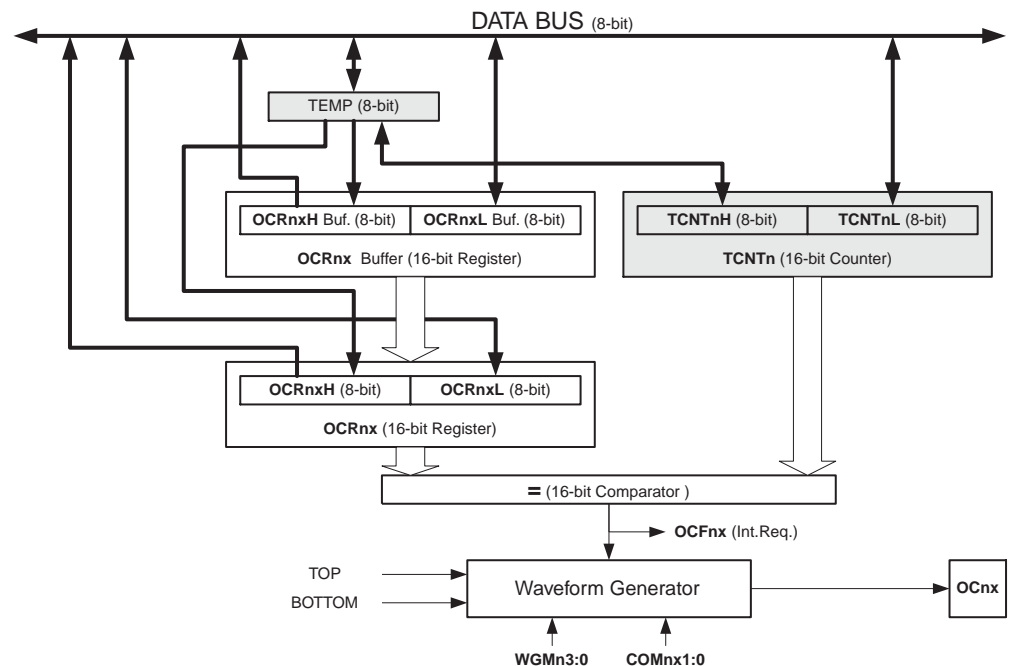 DATA BUS (8-bit)
TEMP (8-bit)
OCRnxH Buf. (8-bit) OCRnxL Buf. (8-bit)
OCRnx Buffer (16-bit Register)
TCNTnH (8-bit) TCNTnL (8-bit)
TCNTn (16-bit Counter)
OCRnxH (8-bit) OCRnxL (8-bit)
OCRnx (16-bit Register)
= (16-bit Comparator )
OCFnx (Int.Req.)
TOP
BOTTOM
Waveform Generator
OCnx
WGMn3:0 COMnx1:0